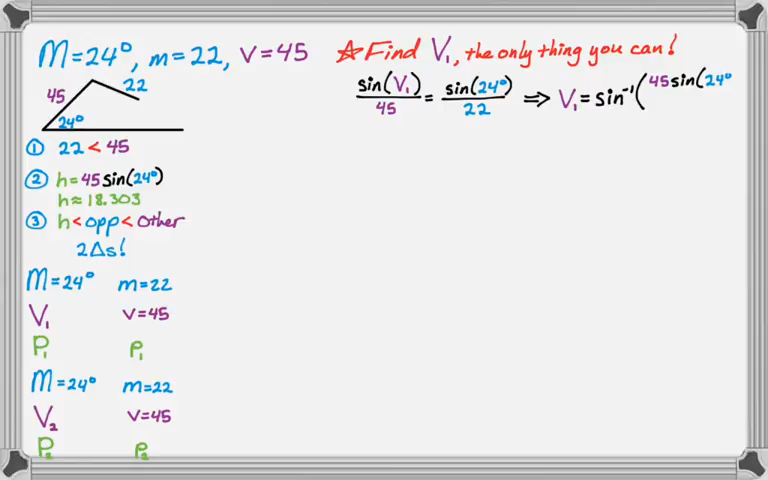 M=24°, m=22, V=45
☆Find V₁, the only thing you can!
sin(V₁)/45 = sin(24°)/22 ⇒ V₁=sin⁻¹(45sin(24°
45
22
24°
① 22 < 45
② h=45sin(24°)
h≈18.303
③ h < opp < other
2Δs!
M=24° m=22
V₁ v=45
P₁ p₁
M=24° m=22
V₂ v=45
P₂ p₂